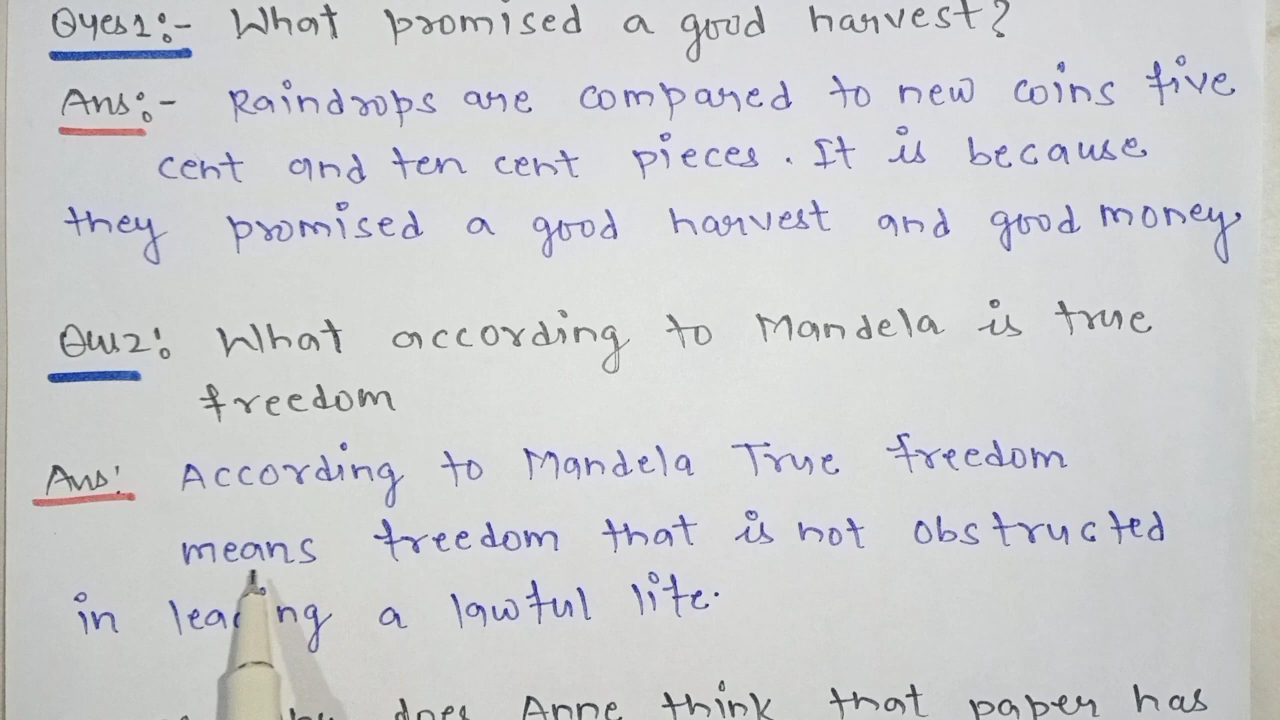 Qyes1:- What promised a good harvest?
Ans:- Raindrops are compared to new coins five
cent and ten cent pieces. It is because
they promised a good harvest and good money
Qus2: What according to Mandela is true
freedom
Ans: According to Mandela True freedom
means freedom that is not obstructed
in leading a lawful life.
does Anne think that paper has